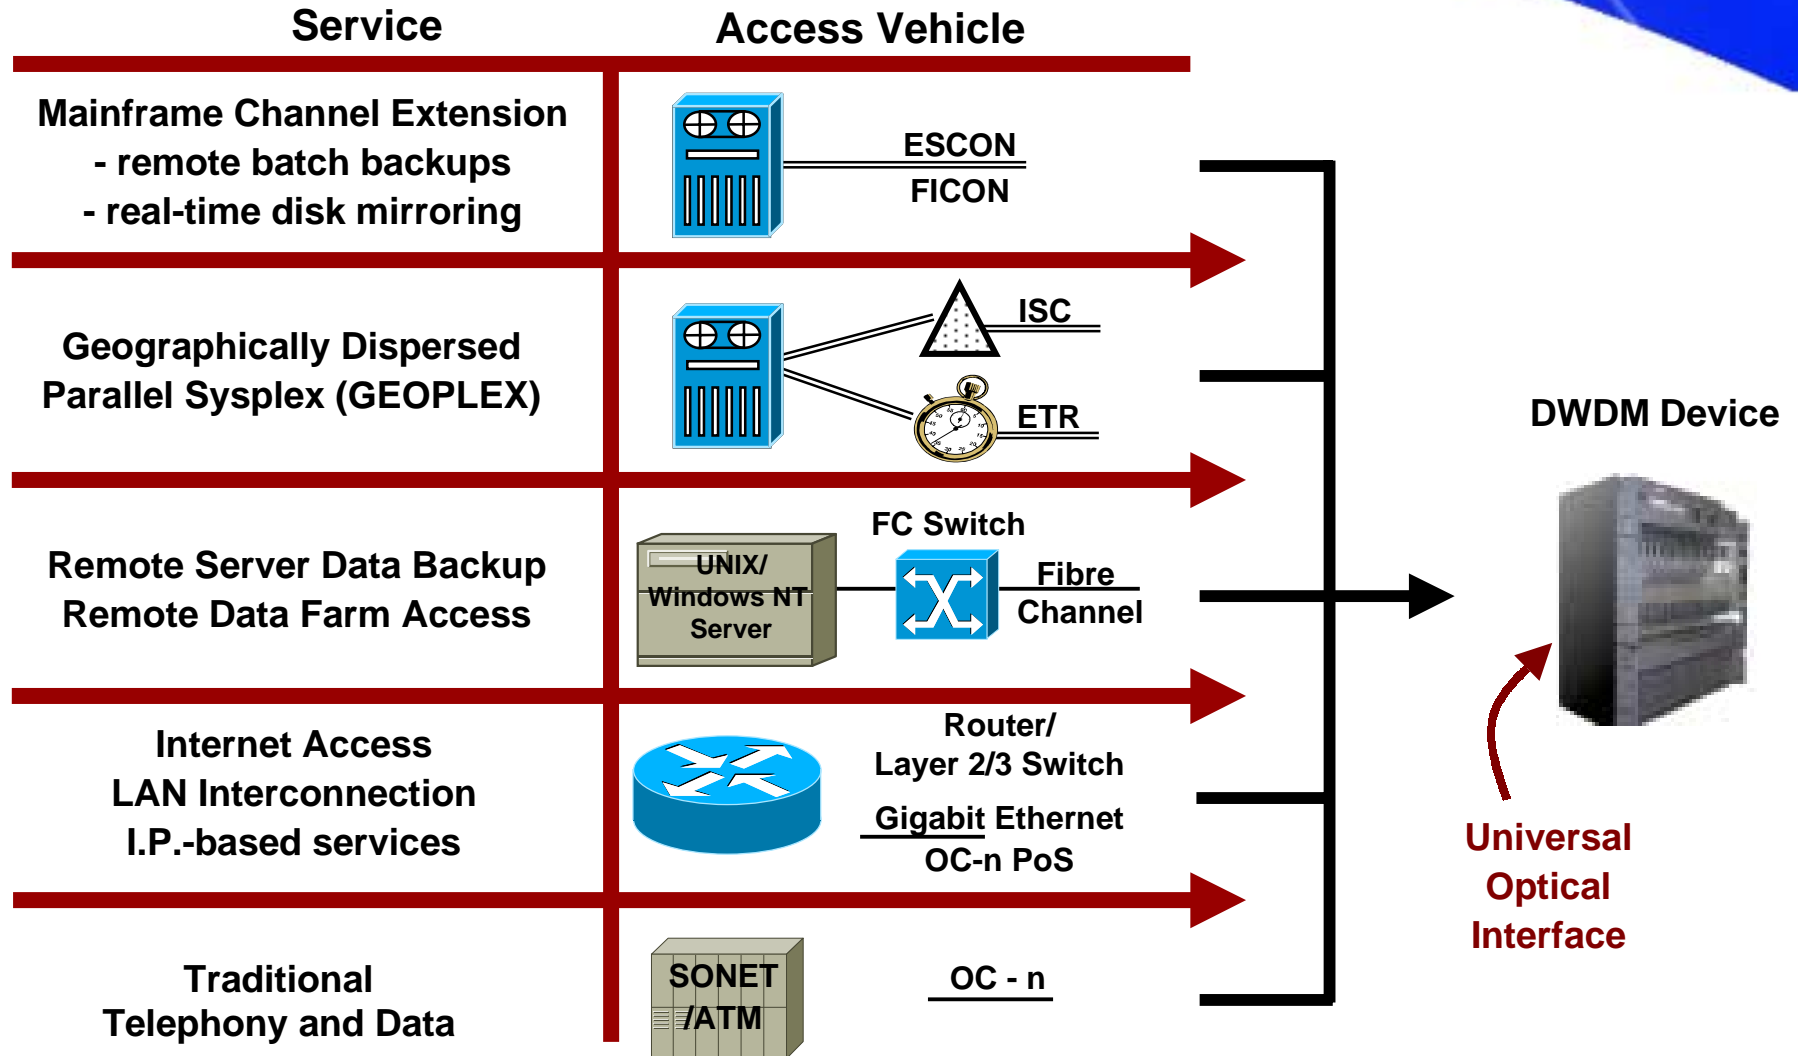 Service
Access Vehicle
Mainframe Channel Extension
- remote batch backups
- real-time disk mirroring
ESCON
FICON
Geographically Dispersed
Parallel Sysplex (GEOPLEX)
ISC
ETR
DWDM Device
Remote Server Data Backup
Remote Data Farm Access
UNIX/
Windows NT
Server
FC Switch
Fibre
Channel
Internet Access
LAN Interconnection
I.P.-based services
Router/
Layer 2/3 Switch
Gigabit Ethernet
OC-n PoS
Universal
Optical
Interface
Traditional
Telephony and Data
SONET
/ATM
OC - n